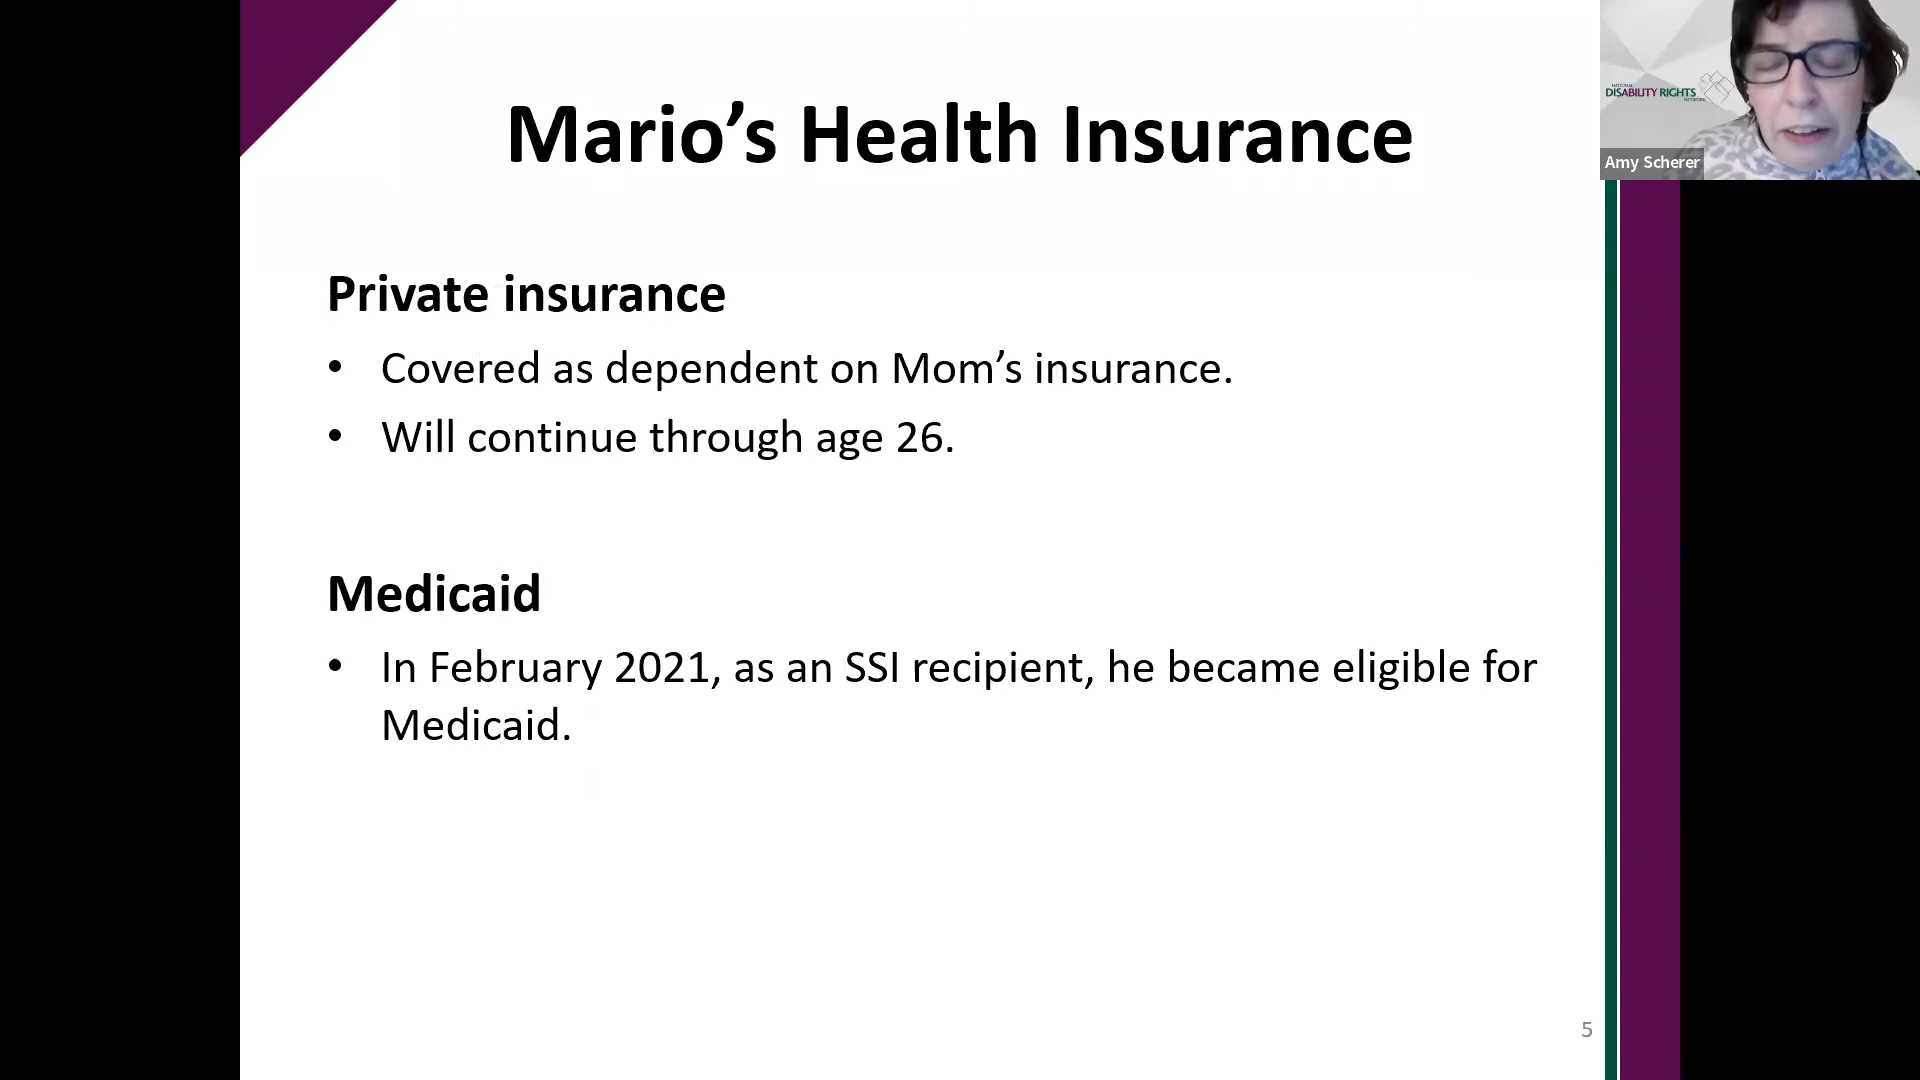 Mario’s Health Insurance
NATIONAL
DISABILITY RIGHTS
NETWORK
Amy Scherer
Private insurance
• Covered as dependent on Mom’s insurance.
• Will continue through age 26.
Medicaid
• In February 2021, as an SSI recipient, he became eligible for
Medicaid.
5